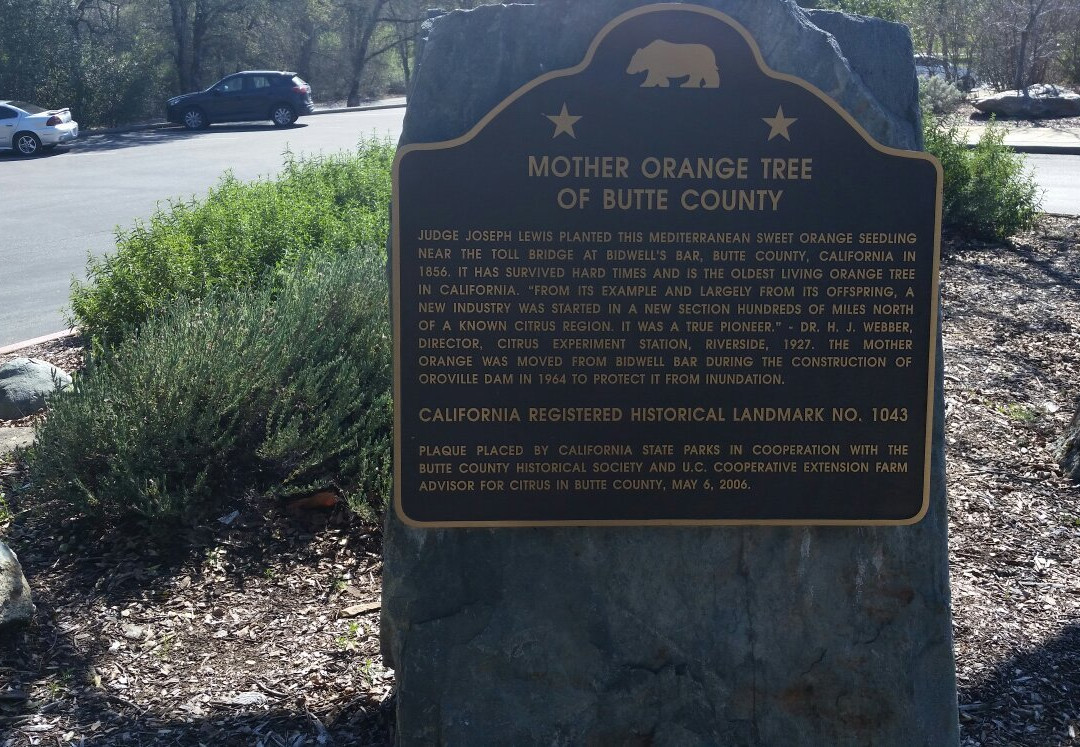 MOTHER ORANGE TREE
OF BUTTE COUNTY
JUDGE JOSEPH LEWIS PLANTED THIS MEDITERRANEAN SWEET ORANGE SEEDLING
NEAR THE TOLL BRIDGE AT BIDWELL'S BAR, BUTTE COUNTY, CALIFORNIA IN
1856. IT HAS SURVIVED HARD TIMES AND IS THE OLDEST LIVING ORANGE TREE
IN CALIFORNIA. “FROM ITS EXAMPLE AND LARGELY FROM ITS OFFSPRING, A
NEW INDUSTRY WAS STARTED IN A NEW SECTION HUNDREDS OF MILES NORTH
OF A KNOWN CITRUS REGION. IT WAS A TRUE PIONEER.” - DR. H. J. WEBBER,
DIRECTOR, CITRUS EXPERIMENT STATION, RIVERSIDE, 1927. THE MOTHER
ORANGE WAS MOVED FROM BIDWELL BAR DURING THE CONSTRUCTION OF
OROVILLE DAM IN 1964 TO PROTECT IT FROM INUNDATION.
CALIFORNIA REGISTERED HISTORICAL LANDMARK NO. 1043
PLAQUE PLACED BY CALIFORNIA STATE PARKS IN COOPERATION WITH THE
BUTTE COUNTY HISTORICAL SOCIETY AND U.C. COOPERATIVE EXTENSION FARM
ADVISOR FOR CITRUS IN BUTTE COUNTY, MAY 6, 2006.